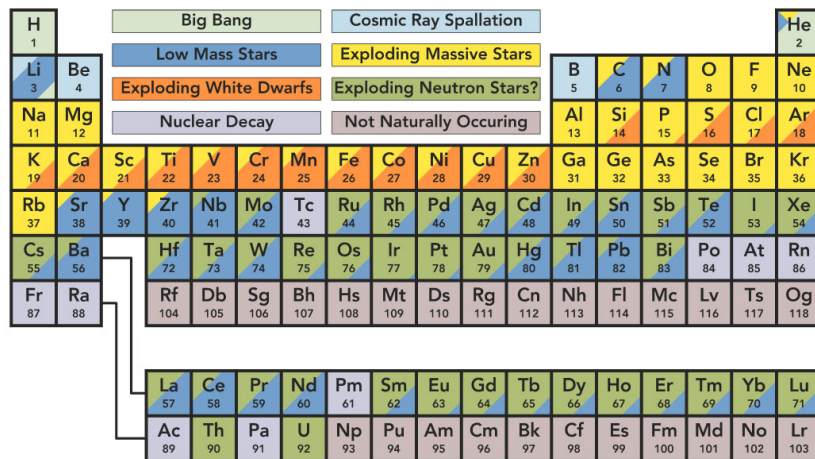 H Big Bang Cosmic Ray Spallation He
1 2
Low Mass Stars Exploding Massive Stars
Li Be B C N O F Ne
3 4 5 6 7 8 9 10
Exploding White Dwarfs Exploding Neutron Stars?
Na Mg Al Si P S Cl Ar
11 12 13 14 15 16 17 18
Nuclear Decay Not Naturally Occuring
K Ca Sc Ti V Cr Mn Fe Co Ni Cu Zn Ga Ge As Se Br Kr
19 20 21 22 23 24 25 26 27 28 29 30 31 32 33 34 35 36
Rb Sr Y Zr Nb Mo Tc Ru Rh Pd Ag Cd In Sn Sb Te I Xe
37 38 39 40 41 42 43 44 45 46 47 48 49 50 51 52 53 54
Cs Ba Hf Ta W Re Os Ir Pt Au Hg Tl Pb Bi Po At Rn
55 56 72 73 74 75 76 77 78 79 80 81 82 83 84 85 86
Fr Ra Rf Db Sg Bh Hs Mt Ds Rg Cn Nh Fl Mc Lv Ts Og
87 88 104 105 106 107 108 109 110 111 112 113 114 115 116 117 118
La Ce Pr Nd Pm Sm Eu Gd Tb Dy Ho Er Tm Yb Lu
57 58 59 60 61 62 63 64 65 66 67 68 69 70 71
Ac Th Pa U Np Pu Am Cm Bk Cf Es Fm Md No Lr
89 90 91 92 93 94 95 96 97 98 99 100 101 102 103